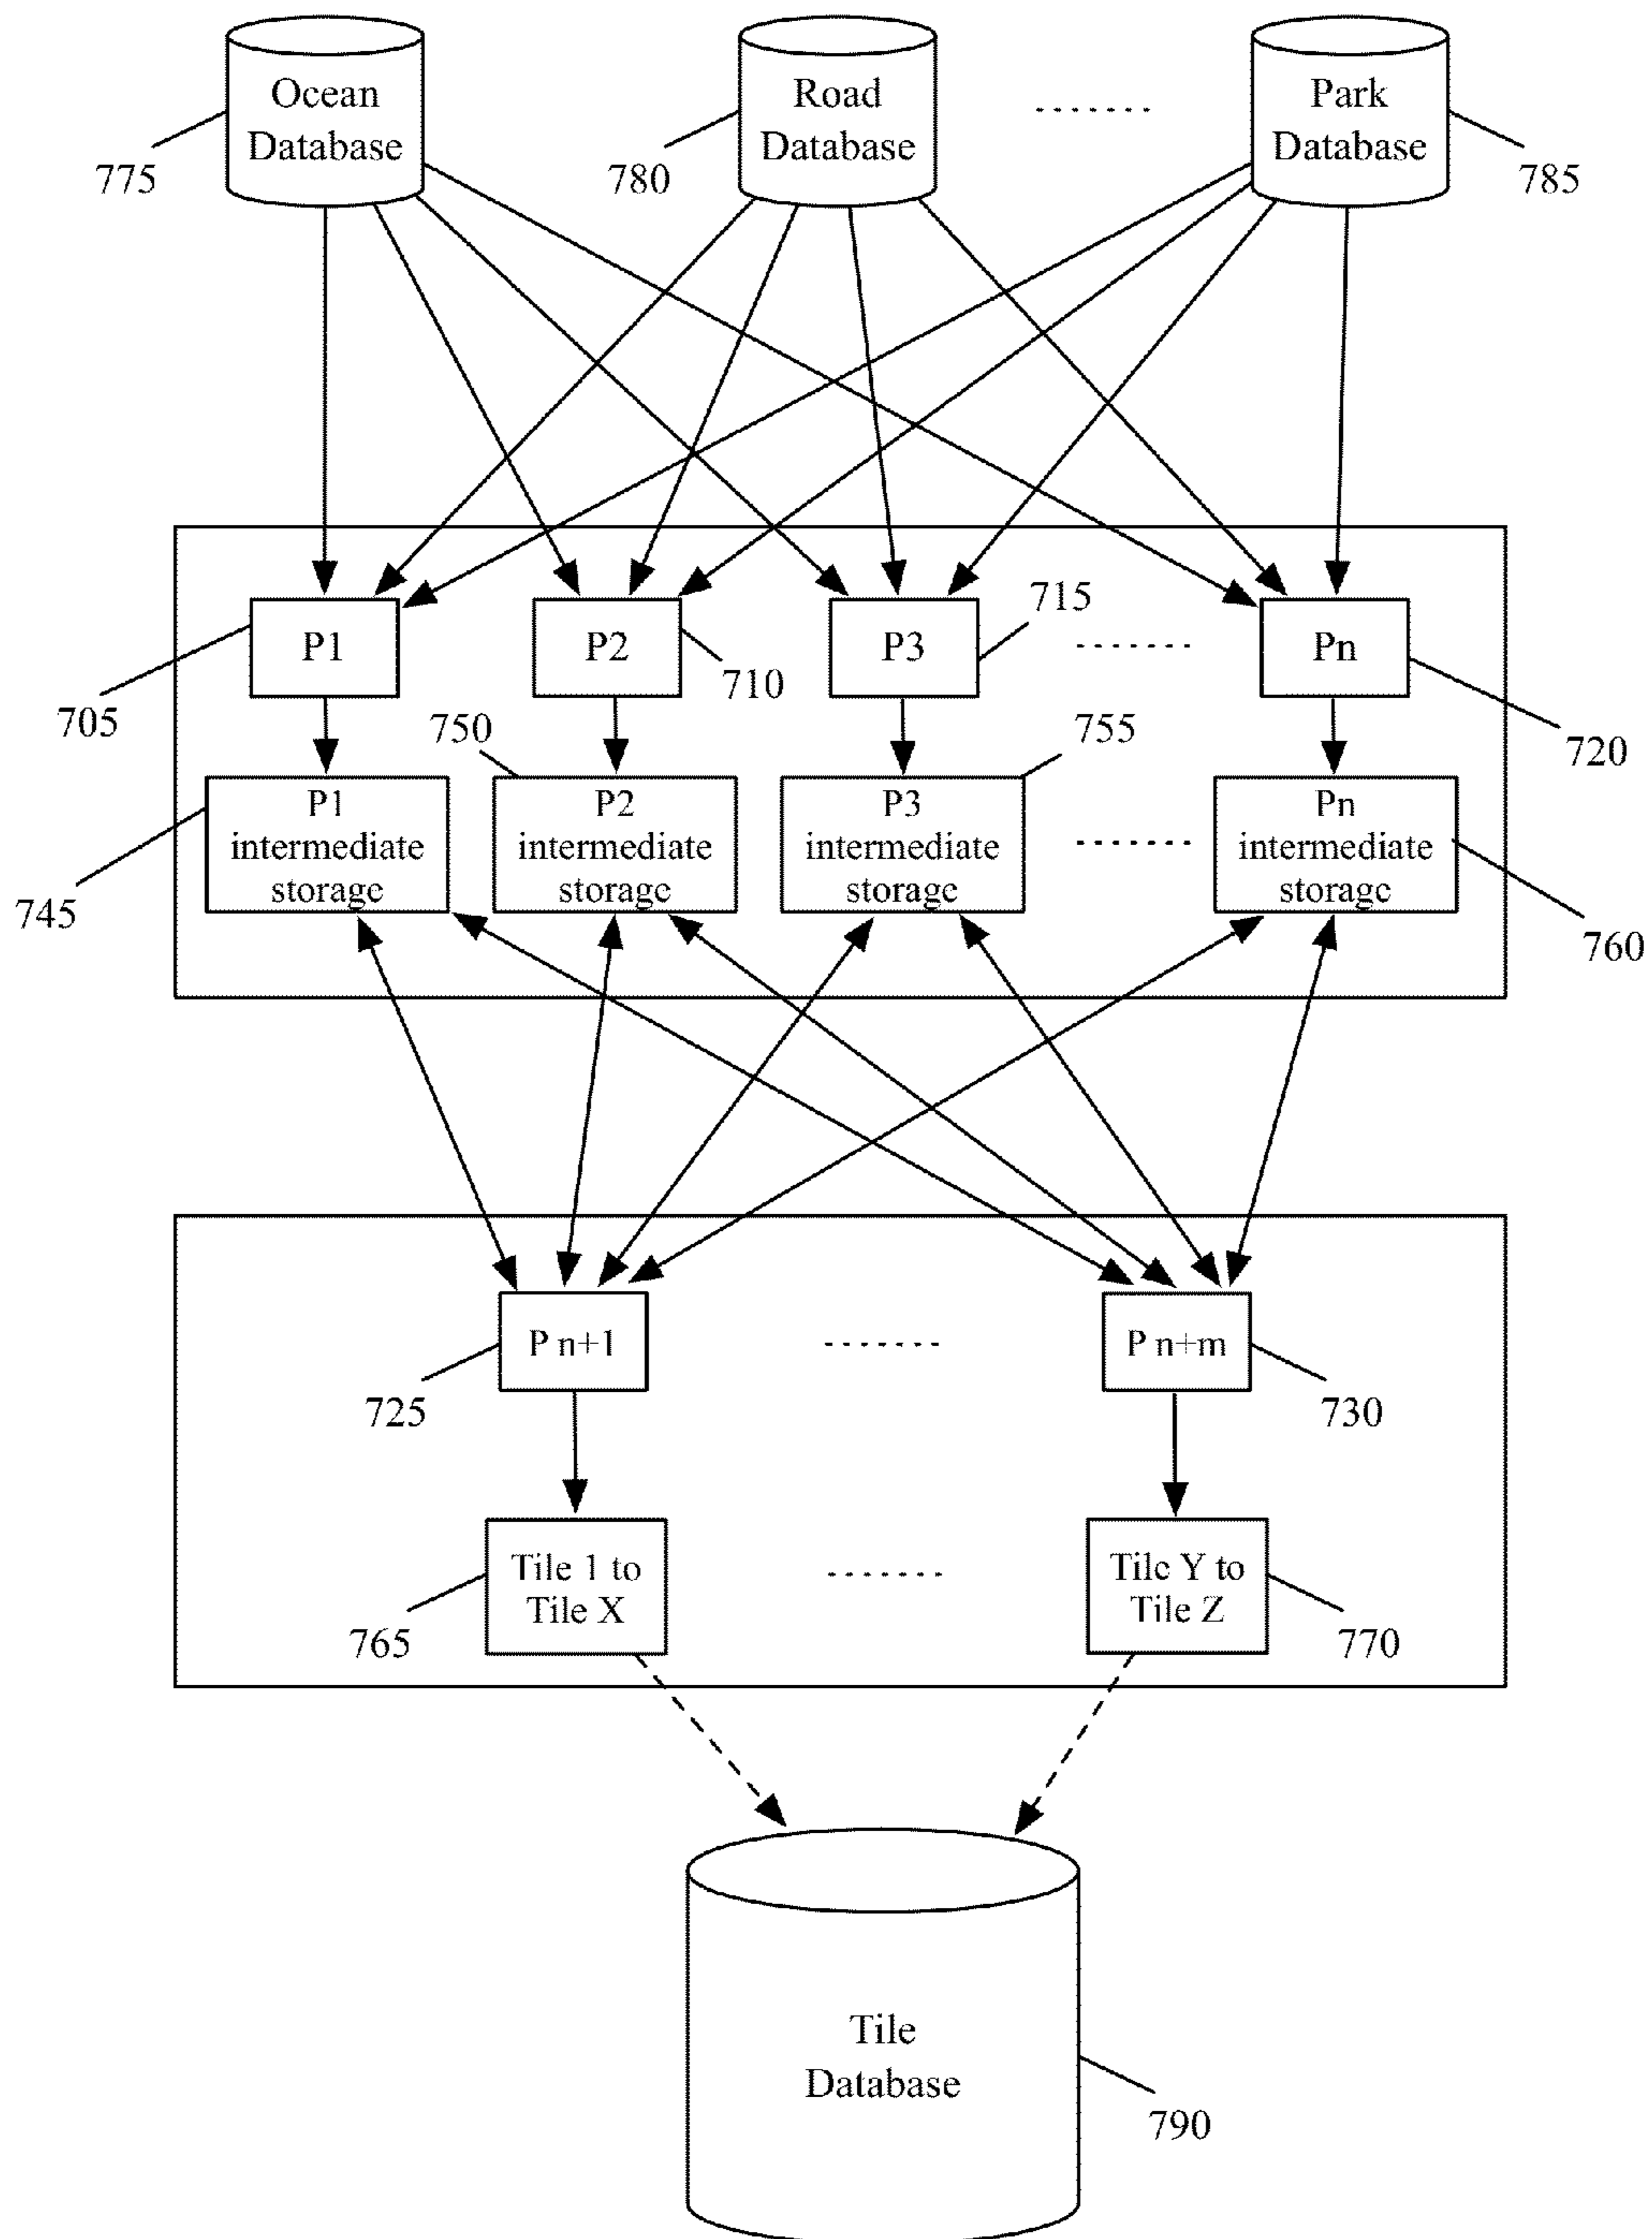 Ocean
Database
Road
Database
Park
Database
775
780
785
P1
P2
P3
Pn
715
710
705
720
750
755
P1
intermediate
storage
P2
intermediate
storage
P3
intermediate
storage
Pn
intermediate
storage
745
760
P n+1
P n+m
725
730
Tile 1 to
Tile X
Tile Y to
Tile Z
765
770
Tile
Database
790